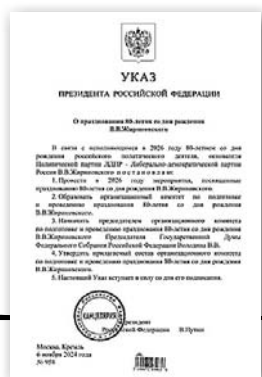 УКАЗ
ПРЕЗИДЕНТА РОССИЙСКОЙ ФЕДЕРАЦИИ
О праздновании 80-летия со дня рождения
В.В.Жириновского
В связи с исполняющимся в 2026 году 80-летием со дня
рождения российского политического деятеля, основателя
Политической партии ЛДПР - Либерально-демократической партии
России В.В.Жириновского постановляю:
1. Провести в 2026 году мероприятия, посвященные
празднованию 80-летия со дня рождения В.В.Жириновского.
2. Образовать организационный комитет по подготовке
и проведению празднования 80-летия со дня рождения
В.В.Жириновского.
3. Назначить председателем организационного комитета
по подготовке и проведению празднования 80-летия со дня рождения
В.В.Жириновского Председателя Государственной Думы
Федерального Собрания Российской Федерации Володина В.В.
4. Утвердить прилагаемый состав организационного комитета
по подготовке и проведению празднования 80-летия со дня рождения
В.В.Жириновского.
5. Настоящий Указ вступает в силу со дня его подписания.
КАНЦЕЛЯРИЯ
Президент
Российской Федерации В.Путин
Москва, Кремль
6 ноября 2024 года